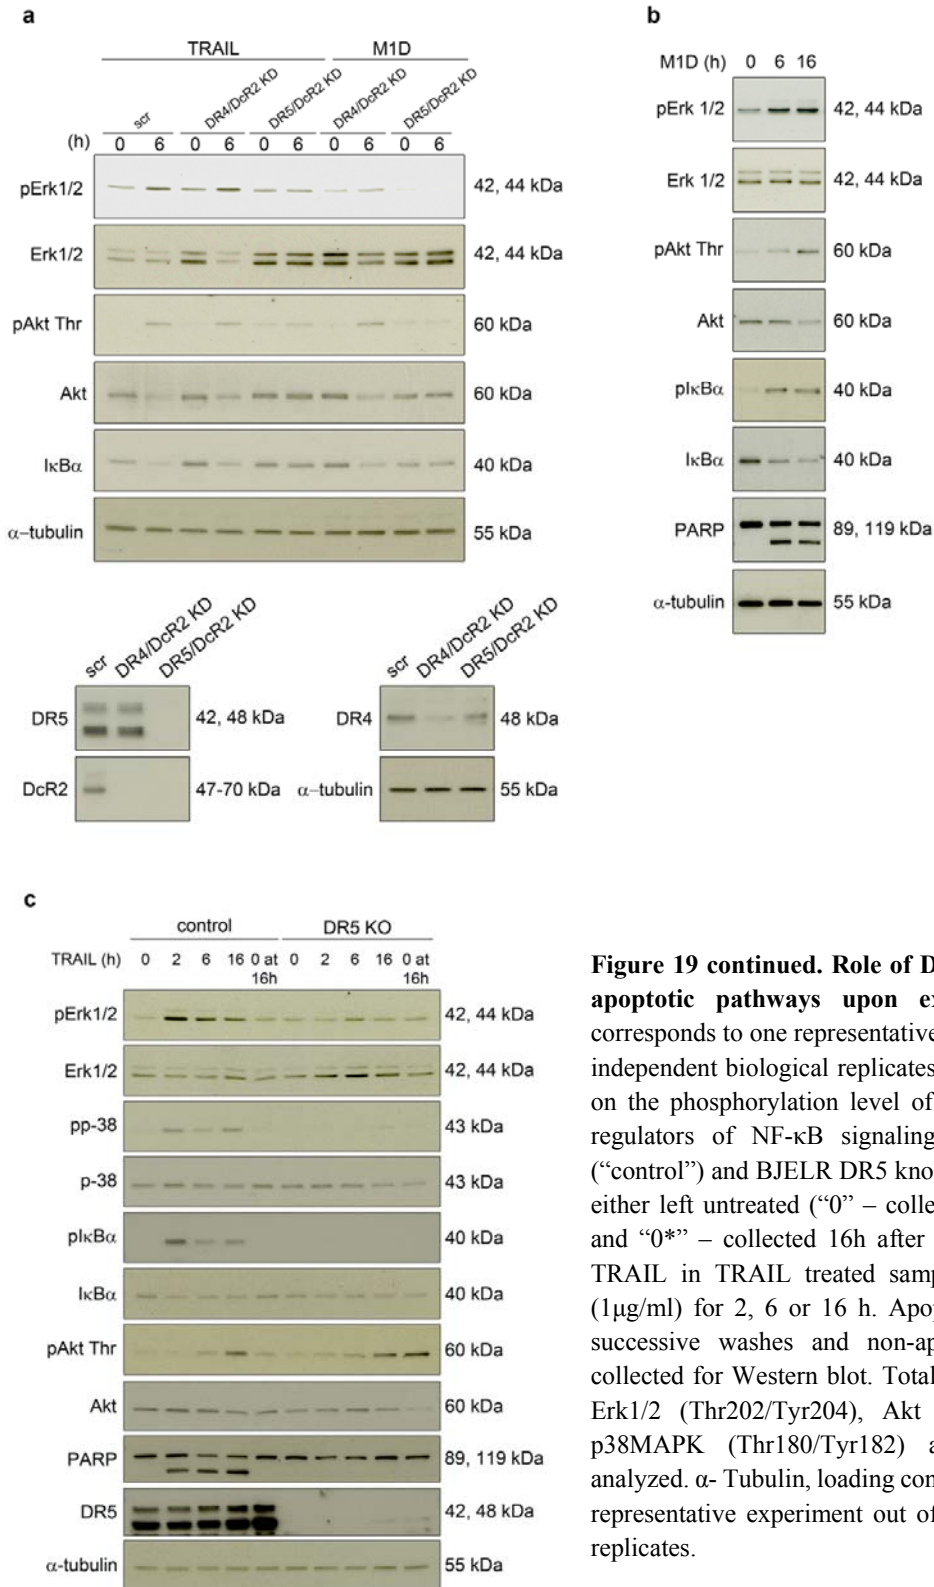 a
TRAIL M1D
scr DR4/DcR2 KD DR5/DcR2 KD DR4/DcR2 KD DR5/DcR2 KD
(h) 0 6 0 6 0 6 0 6 0 6
pErk1/2 42, 44 kDa
Erk1/2 42, 44 kDa
pAkt Thr 60 kDa
Akt 60 kDa
IκBα 40 kDa
α−tubulin 55 kDa
scr DR4/DcR2 KD DR5/DcR2 KD
DR5 42, 48 kDa
DcR2 47-70 kDa
scr DR4/DcR2 KD DR5/DcR2 KD
DR4 48 kDa
α−tubulin 55 kDa
b
M1D (h) 0 6 16
pErk 1/2 42, 44 kDa
Erk 1/2 42, 44 kDa
pAkt Thr 60 kDa
Akt 60 kDa
pIκBα 40 kDa
IκBα 40 kDa
PARP 89, 119 kDa
α-tubulin 55 kDa
c
control DR5 KO
TRAIL (h) 0 2 6 16 0 at 0 2 6 16 0 at
16h 16h
pErk1/2 42, 44 kDa
Erk1/2 42, 44 kDa
pp-38 43 kDa
p-38 43 kDa
pIκBα 40 kDa
IκBα 40 kDa
pAkt Thr 60 kDa
Akt 60 kDa
PARP 89, 119 kDa
DR5 42, 48 kDa
α-tubulin 55 kDa
Figure 19 continued. Role of D
apoptotic pathways upon ex
corresponds to one representative
independent biological replicates
on the phosphorylation level of
regulators of NF-κB signaling
(“control”) and BJELR DR5 kno
either left untreated (“0” – colle
and “0*” – collected 16h after
TRAIL in TRAIL treated samp
(1μg/ml) for 2, 6 or 16 h. Apop
successive washes and non-ap
collected for Western blot. Total
Erk1/2 (Thr202/Tyr204), Akt
p38MAPK (Thr180/Tyr182) a
analyzed. α- Tubulin, loading con
representative experiment out of
replicates.